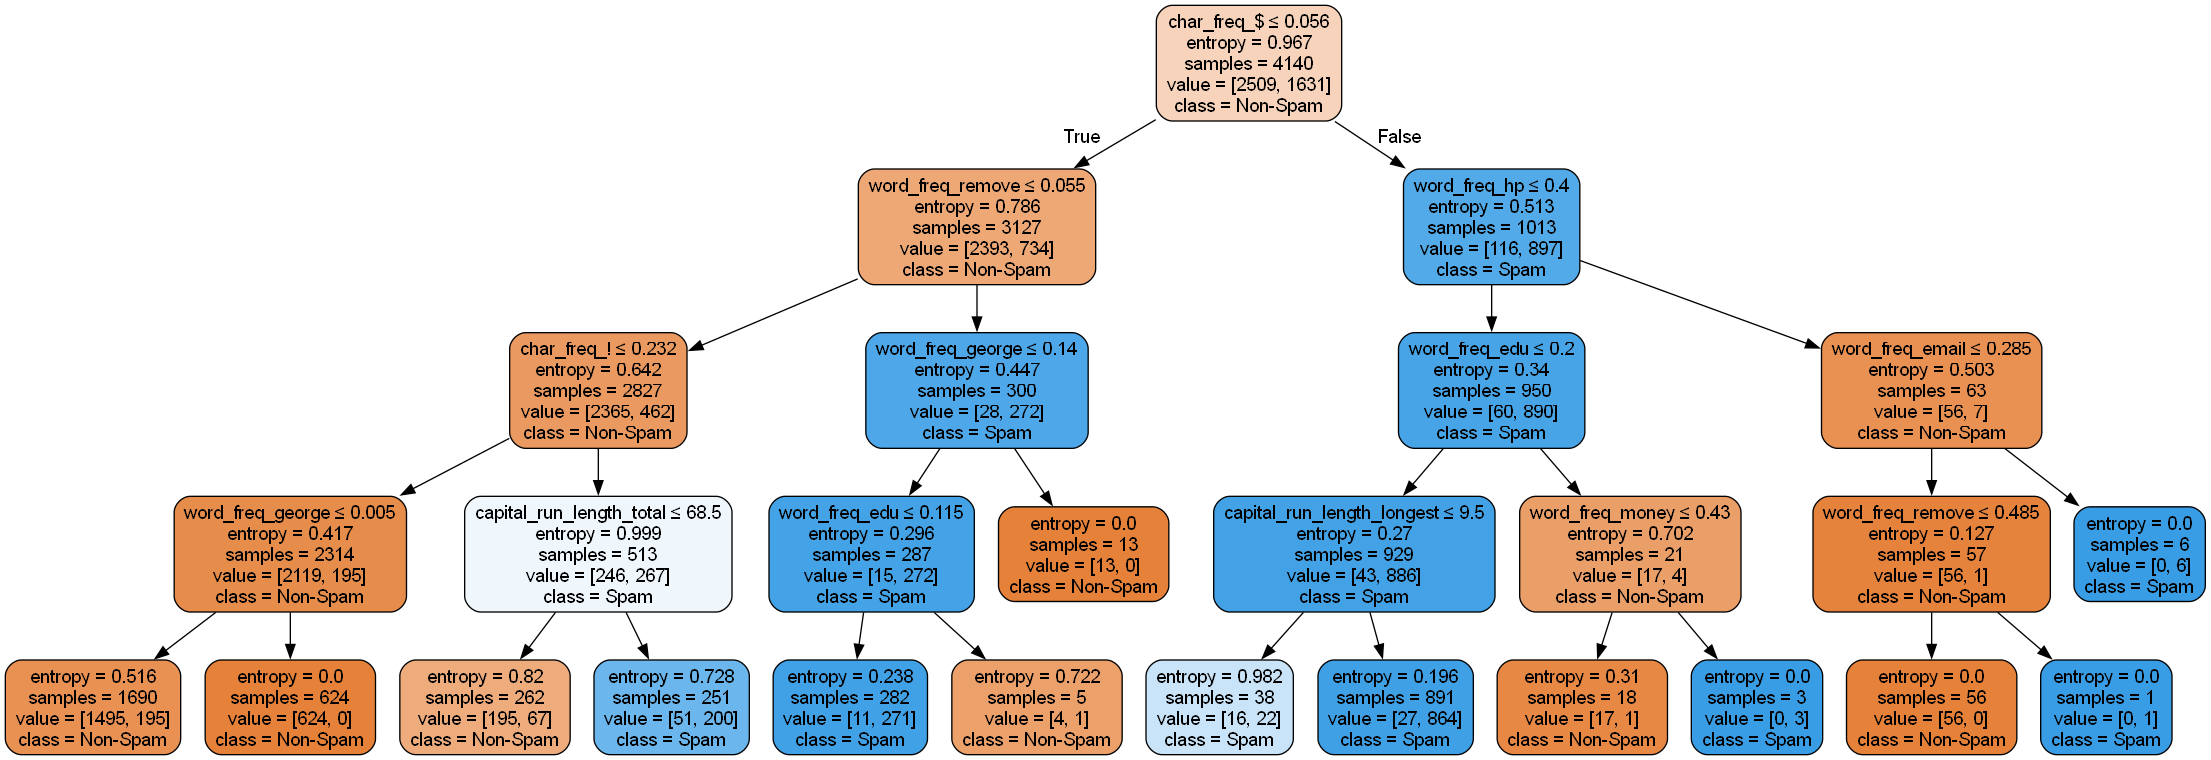 char_freq_$ ≤ 0.056
entropy = 0.967
samples = 4140
value = [2509, 1631]
class = Non-Spam
True
False
word_freq_remove ≤ 0.055
entropy = 0.786
samples = 3127
value = [2393, 734]
class = Non-Spam
word_freq_hp ≤ 0.4
entropy = 0.513
samples = 1013
value = [116, 897]
class = Spam
char_freq_! ≤ 0.232
entropy = 0.642
samples = 2827
value = [2365, 462]
class = Non-Spam
word_freq_george ≤ 0.14
entropy = 0.447
samples = 300
value = [28, 272]
class = Spam
word_freq_edu ≤ 0.2
entropy = 0.34
samples = 950
value = [60, 890]
class = Spam
word_freq_email ≤ 0.285
entropy = 0.503
samples = 63
value = [56, 7]
class = Non-Spam
word_freq_george ≤ 0.005
entropy = 0.417
samples = 2314
value = [2119, 195]
class = Non-Spam
capital_run_length_total ≤ 68.5
entropy = 0.999
samples = 513
value = [246, 267]
class = Spam
word_freq_edu ≤ 0.115
entropy = 0.296
samples = 287
value = [15, 272]
class = Spam
entropy = 0.0
samples = 13
value = [13, 0]
class = Non-Spam
capital_run_length_longest ≤ 9.5
entropy = 0.27
samples = 929
value = [43, 886]
class = Spam
word_freq_money ≤ 0.43
entropy = 0.702
samples = 21
value = [17, 4]
class = Non-Spam
word_freq_remove ≤ 0.485
entropy = 0.127
samples = 57
value = [56, 1]
class = Non-Spam
entropy = 0.0
samples = 6
value = [0, 6]
class = Spam
entropy = 0.516
samples = 1690
value = [1495, 195]
class = Non-Spam
entropy = 0.0
samples = 624
value = [624, 0]
class = Non-Spam
entropy = 0.82
samples = 262
value = [195, 67]
class = Non-Spam
entropy = 0.728
samples = 251
value = [51, 200]
class = Spam
entropy = 0.238
samples = 282
value = [11, 271]
class = Spam
entropy = 0.722
samples = 5
value = [4, 1]
class = Non-Spam
entropy = 0.982
samples = 38
value = [16, 22]
class = Spam
entropy = 0.196
samples = 891
value = [27, 864]
class = Spam
entropy = 0.31
samples = 18
value = [17, 1]
class = Non-Spam
entropy = 0.0
samples = 3
value = [0, 3]
class = Spam
entropy = 0.0
samples = 56
value = [56, 0]
class = Non-Spam
entropy = 0.0
samples = 1
value = [0, 1]
class = Spam